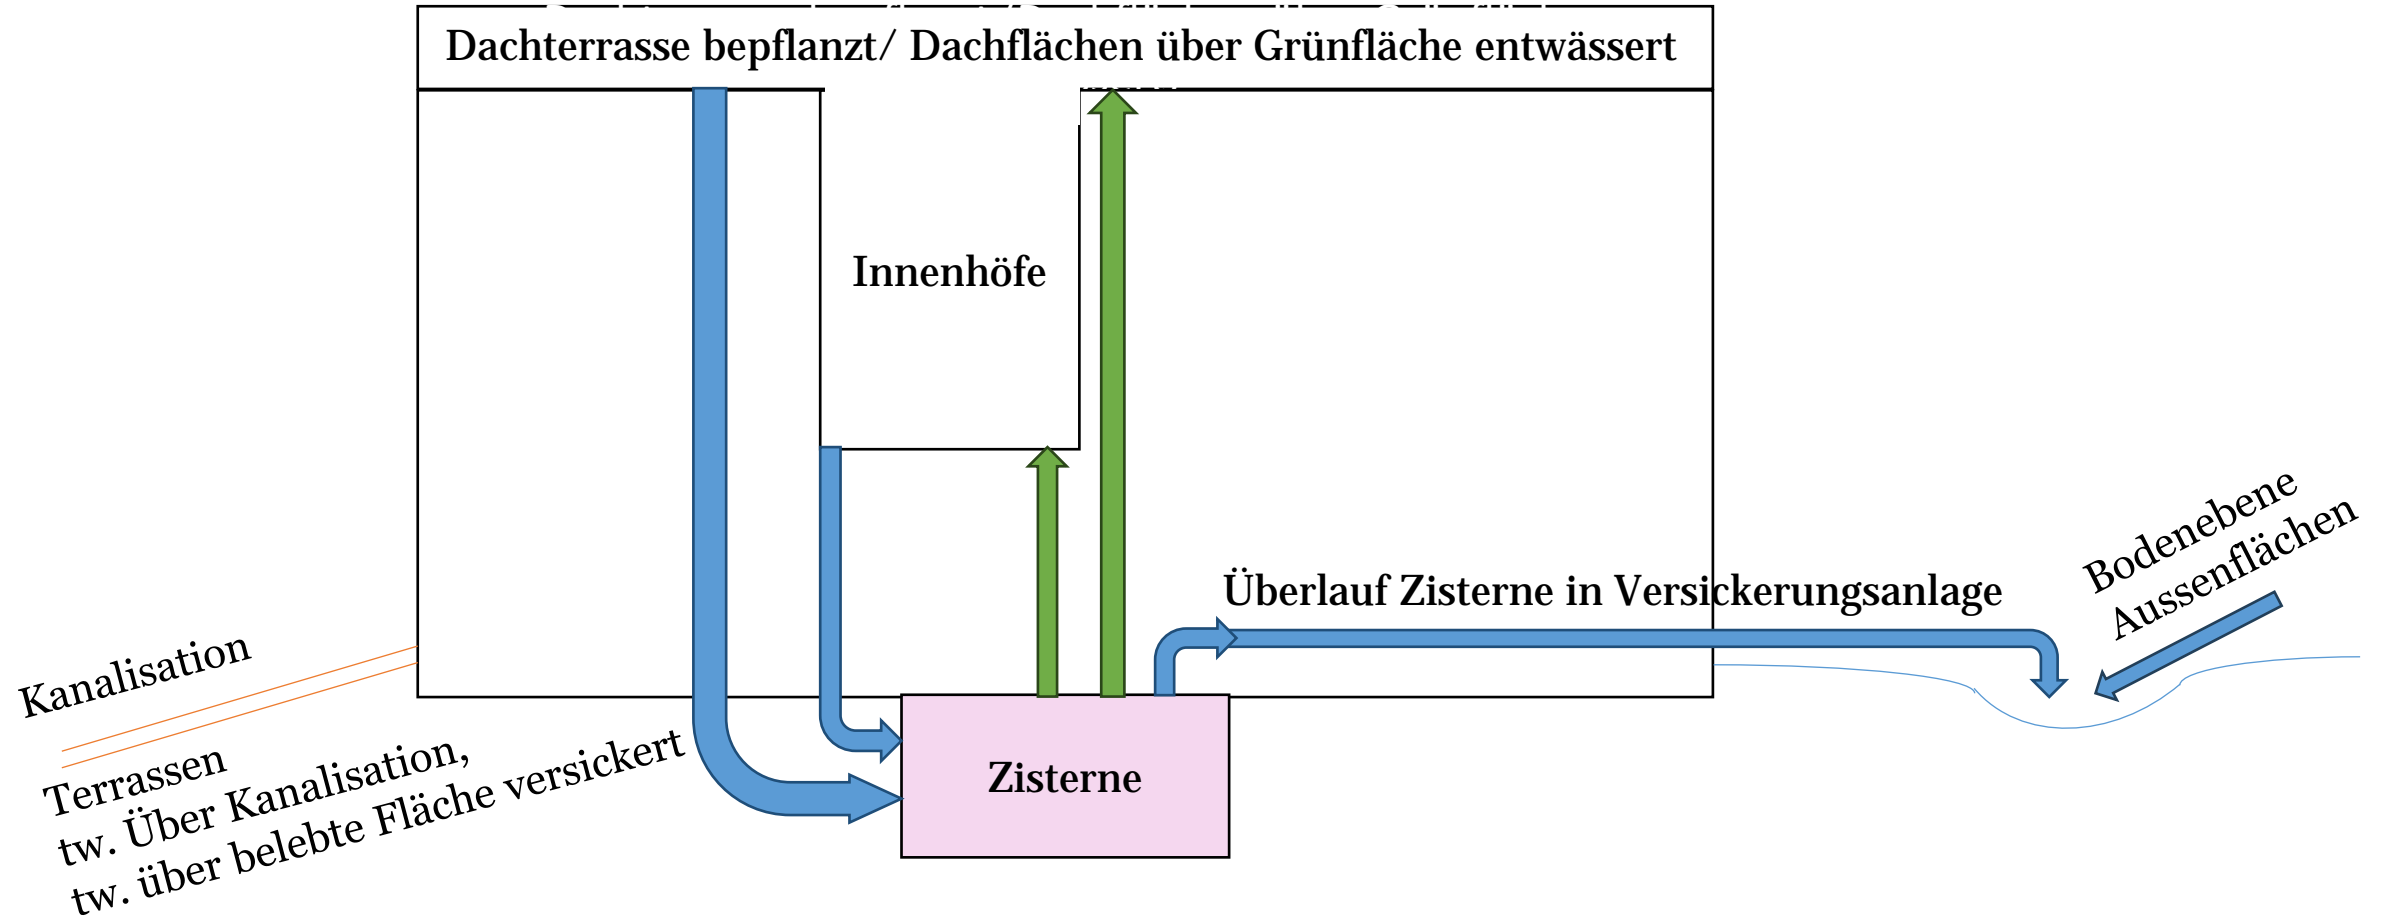 Dachterrasse bepflanzt/ Dachflächen über Grünfläche entwässert
Innenhöfe
Bodenebene
Aussenflächen
Überlauf Zisterne in Versickerungsanlage
Kanalisation
Terrassen
tw. Über Kanalisation,
tw. über belebte Fläche versickert
Zisterne